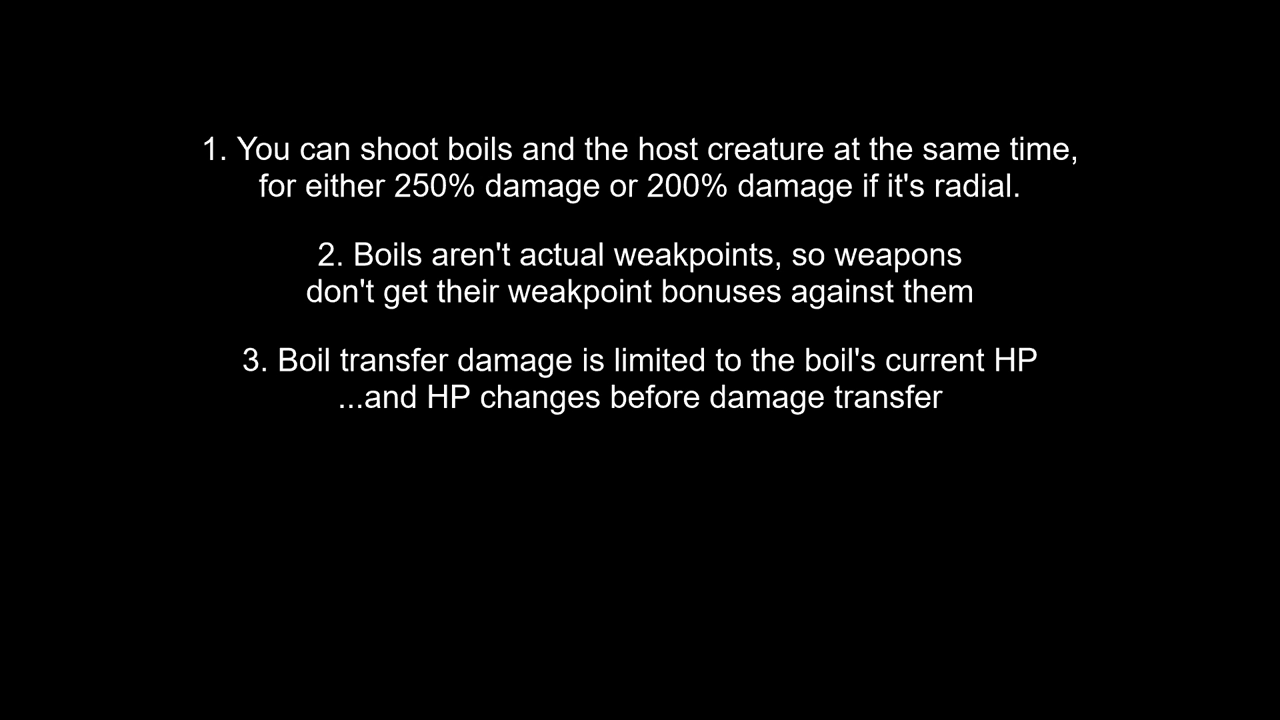 1. You can shoot boils and the host creature at the same time,
for either 250% damage or 200% damage if it's radial.
2. Boils aren't actual weakpoints, so weapons
don't get their weakpoint bonuses against them
3. Boil transfer damage is limited to the boil's current HP
...and HP changes before damage transfer